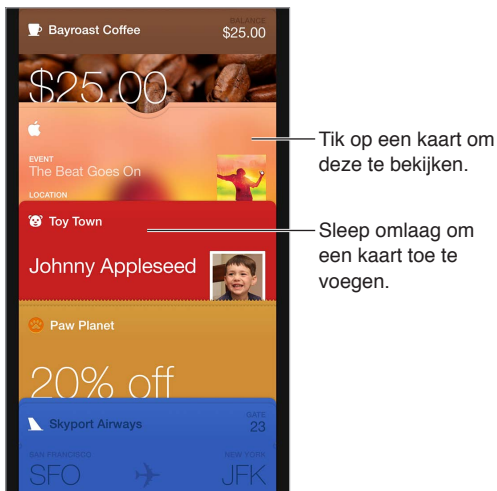 Bayroast Coffee
BALANCE
$25.00
$25.00
EVENT
The Beat Goes On
LOCATION
Tik op een kaart om
deze te bekijken.
Toy Town
Johnny Appleseed
Sleep omlaag om
een kaart toe te
voegen.
Paw Planet
20% off
Skyport Airways
GATE
23
SAN FRANCISCO
NEW YORK
SFO
JFK